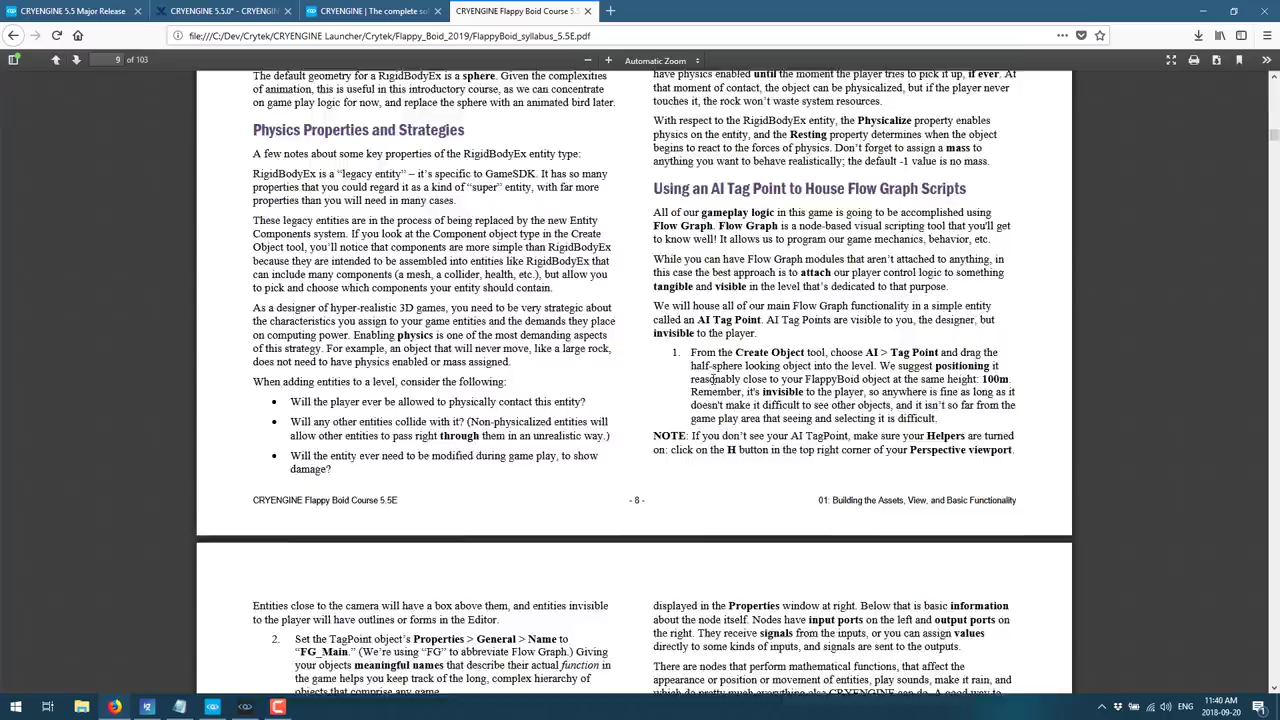 CRYENGINE 5.5 Major Release
CRYENGINE 5.5.0* - CRYENGINE
CRYENGINE | The complete sol
CRYENGINE Flappy Boid Course 5.5
file:///C:/Dev/Crytek/CRYENGINE Launcher/Crytek/Flappy_Boid_2019/FlappyBoid_syllabus_5.5E.pdf
9 of 103
Automatic Zoom
The default geometry for a RigidBodyEx is a sphere. Given the complexities
of animation, this is useful in this introductory course, as we can concentrate
on game play logic for now, and replace the sphere with an animated bird later.
Physics Properties and Strategies
A few notes about some key properties of the RigidBodyEx entity type:
RigidBodyEx is a “legacy entity” – it’s specific to GameSDK. It has so many
properties that you could regard it as a kind of “super” entity, with far more
properties than you will need in many cases.
These legacy entities are in the process of being replaced by the new Entity
Components system. If you look at the Component object type in the Create
Object tool, you’ll notice that components are more simple than RigidBodyEx
because they are intended to be assembled into entities like RigidBodyEx that
can include many components (a mesh, a collider, health, etc.), but allow you
to pick and choose which components your entity should contain.
As a designer of hyper-realistic 3D games, you need to be very strategic about
the characteristics you assign to your game entities and the demands they place
on computing power. Enabling physics is one of the most demanding aspects
of this strategy. For example, an object that will never move, like a large rock,
does not need to have physics enabled or mass assigned.
When adding entities to a level, consider the following:
• Will the player ever be allowed to physically contact this entity?
• Will any other entities collide with it? (Non-physicalized entities will
allow other entities to pass right through them in an unrealistic way.)
• Will the entity ever need to be modified during game play, to show
damage?
have physics enabled until the moment the player tries to pick it up, if ever. At
that moment of contact, the object can be physicalized, but if the player never
touches it, the rock won’t waste system resources.
With respect to the RigidBodyEx entity, the Physicalize property enables
physics on the entity, and the Resting property determines when the object
begins to react to the forces of physics. Don’t forget to assign a mass to
anything you want to behave realistically; the default -1 value is no mass.
Using an AI Tag Point to House Flow Graph Scripts
All of our gameplay logic in this game is going to be accomplished using
Flow Graph. Flow Graph is a node-based visual scripting tool that you'll get
to know well! It allows us to program our game mechanics, behavior, etc.
While you can have Flow Graph modules that aren’t attached to anything, in
this case the best approach is to attach our player control logic to something
tangible and visible in the level that’s dedicated to that purpose.
We will house all of our main Flow Graph functionality in a simple entity
called an AI Tag Point. AI Tag Points are visible to you, the designer, but
invisible to the player.
1. From the Create Object tool, choose AI > Tag Point and drag the
half-sphere looking object into the level. We suggest positioning it
reasonably close to your FlappyBoid object at the same height: 100m.
Remember, it's invisible to the player, so anywhere is fine as long as it
doesn't make it difficult to see other objects, and it isn’t so far from the
game play area that seeing and selecting it is difficult.
NOTE: If you don’t see your AI TagPoint, make sure your Helpers are turned
on: click on the H button in the top right corner of your Perspective viewport.
CRYENGINE Flappy Boid Course 5.5E
- 8 -
01: Building the Assets, View, and Basic Functionality
Entities close to the camera will have a box above them, and entities invisible
to the player will have outlines or forms in the Editor.
2. Set the TagPoint object’s Properties > General > Name to
“FG_Main.” (We’re using “FG” to abbreviate Flow Graph.) Giving
your objects meaningful names that describe their actual function in
the game helps you keep track of the long, complex hierarchy of
objects that comprise any game.
displayed in the Properties window at right. Below that is basic information
about the node itself. Nodes have input ports on the left and output ports on
the right. They receive signals from the inputs, or you can assign values
directly to some kinds of inputs, and signals are sent to the outputs.
There are nodes that perform mathematical functions, that affect the
appearance or position or movement of entities, play sounds, make it rain, and
which do pretty much everything else CRYENGINE can do. A good way to
ENG
11:40 AM
2018-09-20